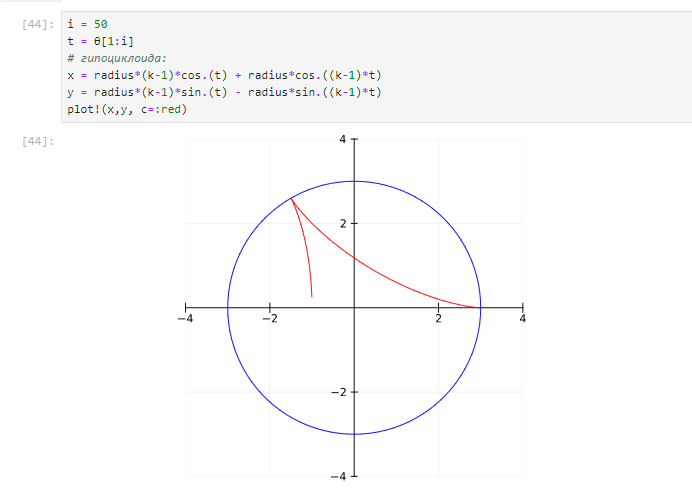 [44]:
i = 50
t = θ[1:i]
# гипоциклоида:
x = radius*(k-1)*cos.(t) + radius*cos.((k-1)*t)
y = radius*(k-1)*sin.(t) - radius*sin.((k-1)*t)
plot!(x,y, c=:red)
[44]:
4
2
−4
−2
2
4
−2
−4